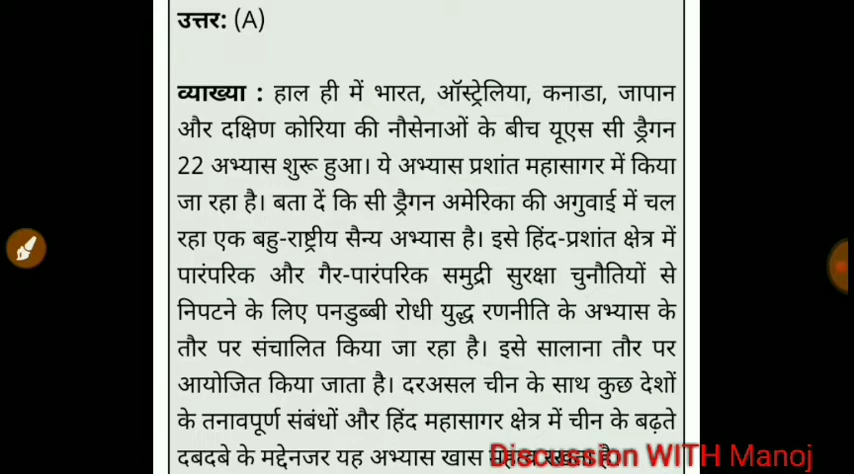 उत्तर: (A)
व्याख्या : हाल ही में भारत, ऑस्ट्रेलिया, कनाडा, जापान
और दक्षिण कोरिया की नौसेनाओं के बीच यूएस सी ड्रैगन
22 अभ्यास शुरू हुआ। ये अभ्यास प्रशांत महासागर में किया
जा रहा है। बता दें कि सी ड्रैगन अमेरिका की अगुवाई में चल
रहा एक बहु-राष्ट्रीय सैन्य अभ्यास है। इसे हिंद-प्रशांत क्षेत्र में
पारंपरिक और गैर-पारंपरिक समुद्री सुरक्षा चुनौतियों से
निपटने के लिए पनडुब्बी रोधी युद्ध रणनीति के अभ्यास के
तौर पर संचालित किया जा रहा है। इसे सालाना तौर पर
आयोजित किया जाता है। दरअसल चीन के साथ कुछ देशों
के तनावपूर्ण संबंधों और हिंद महासागर क्षेत्र में चीन के बढ़ते
दबदबे के मद्देनजर यह अभ्यास खास महत्व रखता है।
Discussion WITH Manoj